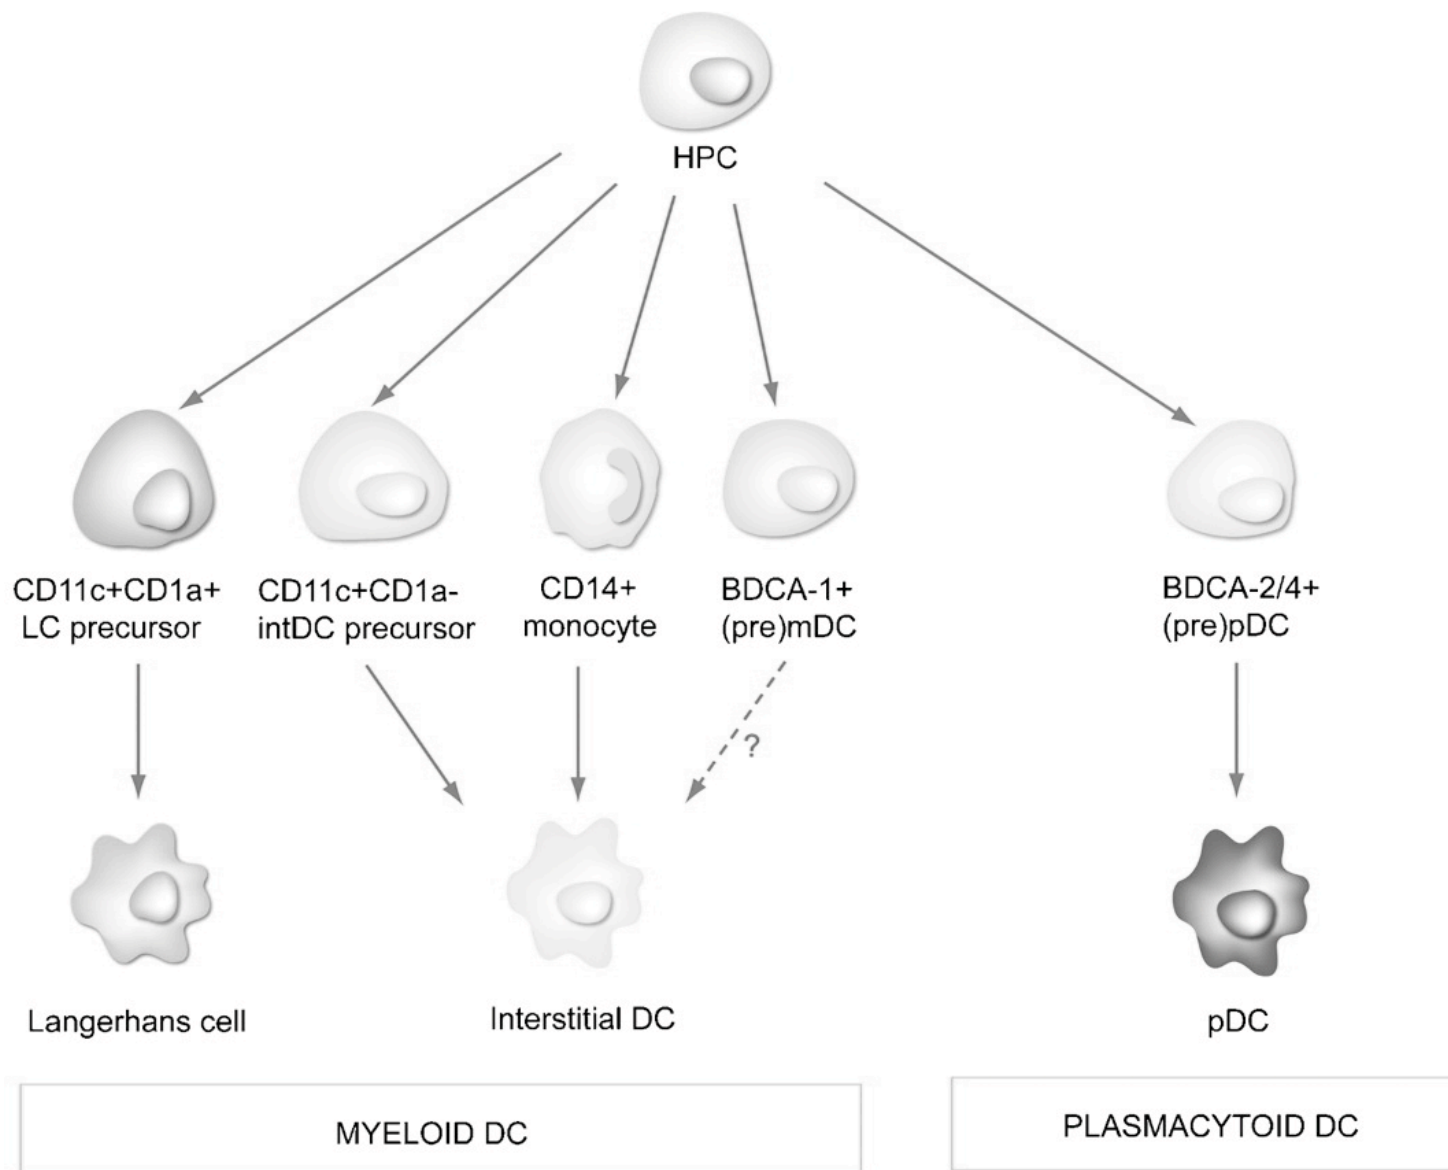 HPC
CD11c+CD1a+
LC precursor
CD11c+CD1a-
intDC precursor
CD14+
monocyte
BDCA-1+
(pre)mDC
BDCA-2/4+
(pre)pDC
?
Langerhans cell
Interstitial DC
pDC
MYELOID DC
PLASMACYTOID DC